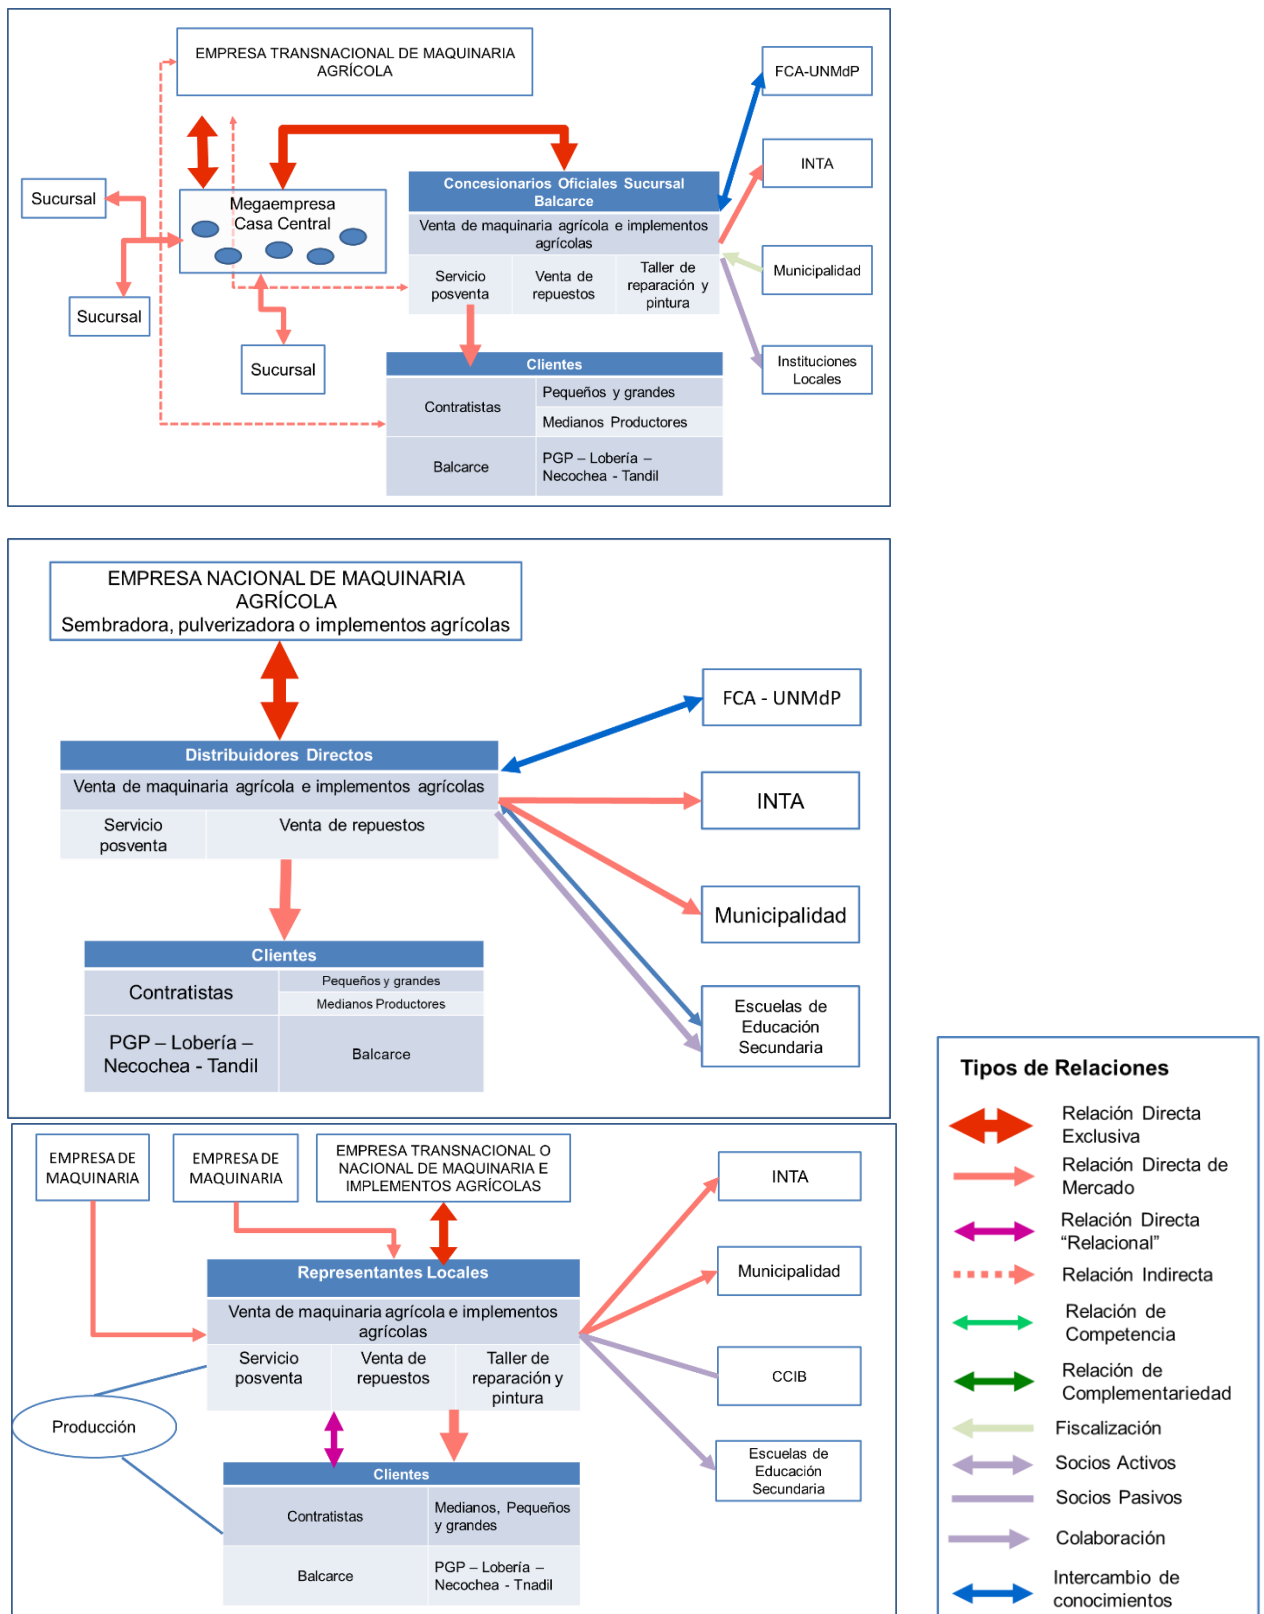 EMPRESA TRANSNACIONAL DE MAQUINARIA
AGRÍCOLA
FCA-UNMdP
INTA
Sucursal
Megaempresa
Casa Central
Concesionarios Oficiales Sucursal
Balcarce
Venta de maquinaria agrícola e implementos
agrícolas
Servicio
posventa
Venta de
repuestos
Taller de
reparación y
pintura
Municipalidad
Sucursal
Sucursal
Instituciones
Locales
Clientes
Contratistas
Pequeños y grandes
Medianos Productores
Balcarce
PGP – Lobería –
Necochea - Tandil
EMPRESA NACIONAL DE MAQUINARIA
AGRÍCOLA
Sembradora, pulverizadora o implementos agrícolas
FCA - UNMdP
Distribuidores Directos
Venta de maquinaria agrícola e implementos agrícolas
Servicio
posventa
Venta de repuestos
INTA
Municipalidad
Clientes
Contratistas
Pequeños y grandes
Medianos Productores
PGP – Lobería –
Necochea - Tandil
Balcarce
Escuelas de
Educación
Secundaria
EMPRESA DE
MAQUINARIA
EMPRESA DE
MAQUINARIA
EMPRESA TRANSNACIONAL O
NACIONAL DE MAQUINARIA E
IMPLEMENTOS AGRÍCOLAS
INTA
Municipalidad
Representantes Locales
Venta de maquinaria agrícola e implementos
agrícolas
Servicio
posventa
Venta de
repuestos
Taller de
reparación y
pintura
CCIB
Producción
Escuelas de
Educación
Secundaria
Clientes
Contratistas
Medianos, Pequeños
y grandes
Balcarce
PGP – Lobería –
Necochea - Tnadil
Tipos de Relaciones
Relación Directa
Exclusiva
Relación Directa de
Mercado
Relación Directa
“Relacional”
Relación Indirecta
Relación de
Competencia
Relación de
Complementariedad
Fiscalización
Socios Activos
Socios Pasivos
Colaboración
Intercambio de
conocimientos